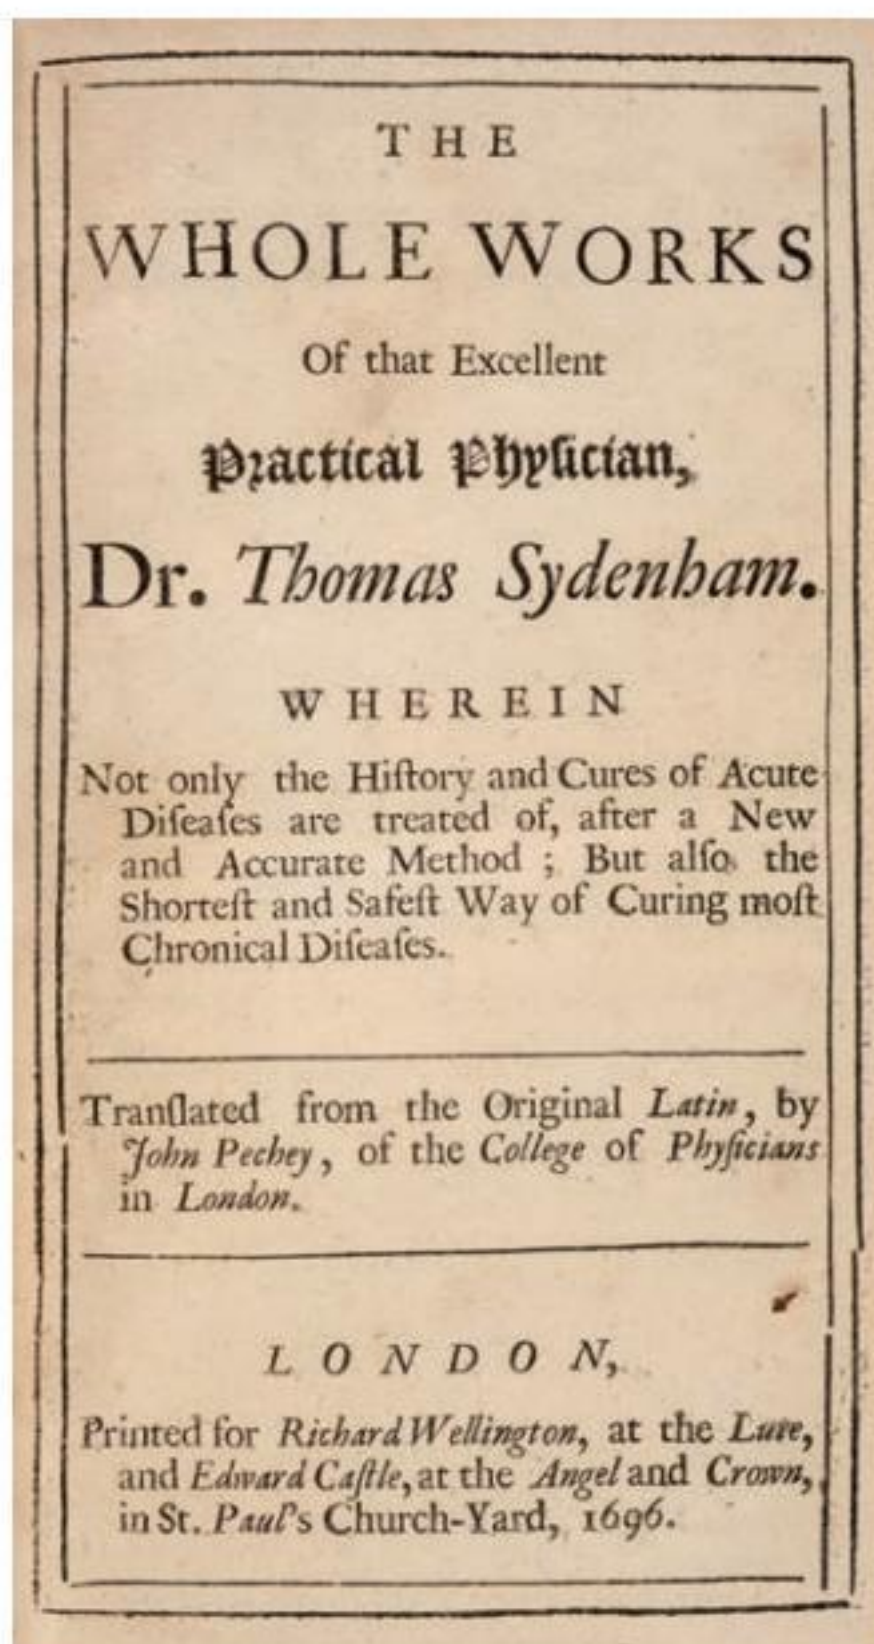 THE
WHOLE WORKS
Of that Excellent
Practical Phyſician,
Dr. Thomas Sydenham.
WHEREIN
Not only the Hiſtory and Cures of Acute
Diſeaſes are treated of, after a New
and Accurate Method ; But alſo the
Shorteſt and Safeſt Way of Curing moſt
Chronical Diſeaſes.
Tranſlated from the Original Latin, by
John Pechey, of the College of Phyſicians
in London.
LONDON,
Printed for Richard Wellington, at the Lute,
and Edward Caſtle, at the Angel and Crown,
in St. Paul's Church-Yard, 1696.